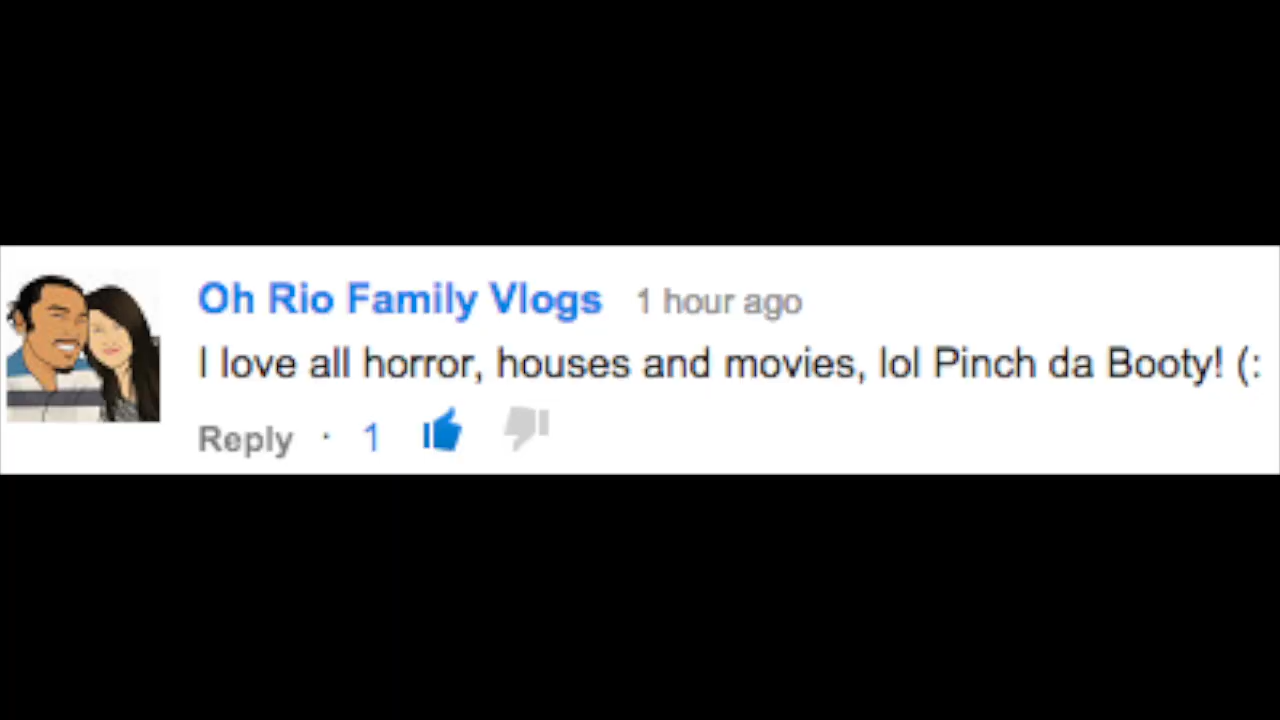 Oh Rio Family Vlogs 1 hour ago
I love all horror, houses and movies, lol Pinch da Booty! (:
Reply · 1